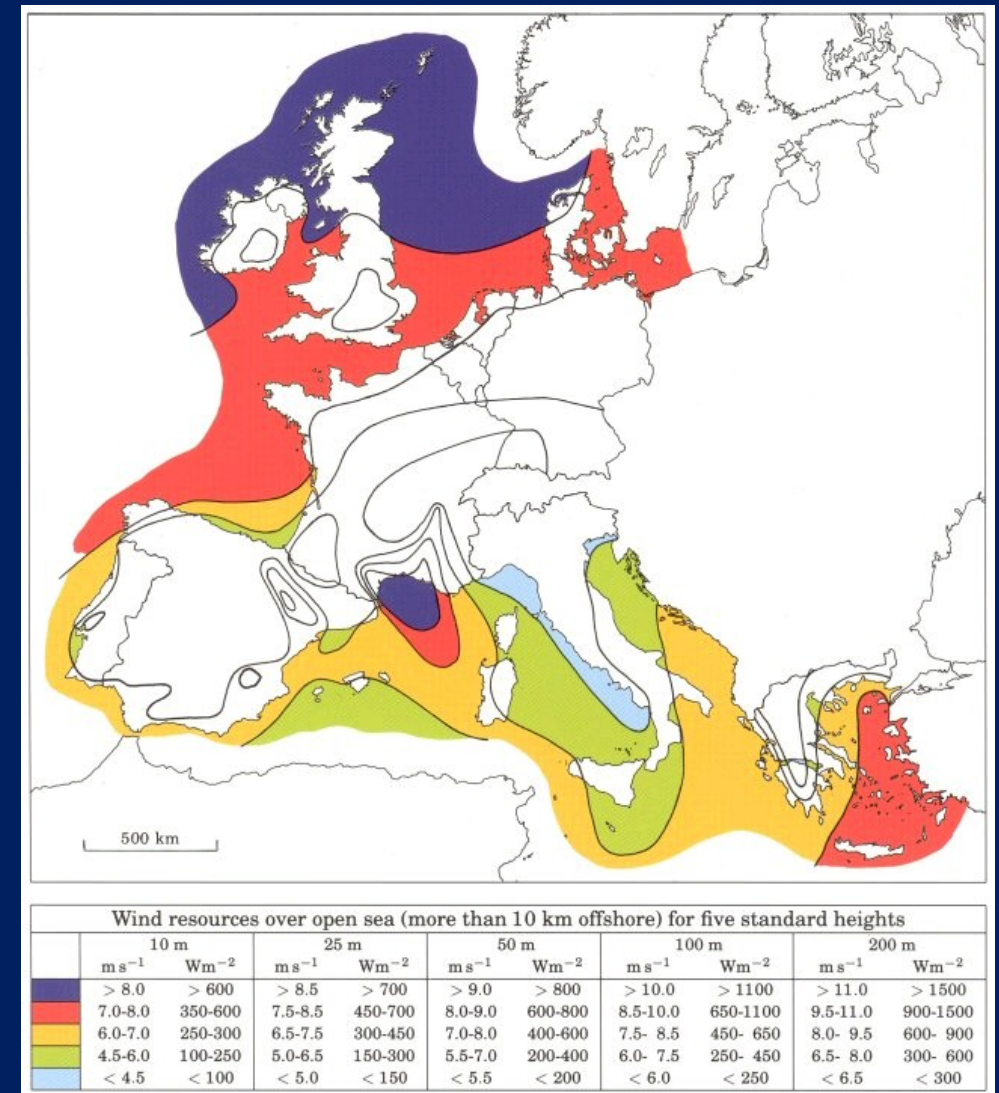 500 km
Wind resources over open sea (more than 10 km offshore) for five standard heights
10 m 25 m 50 m 100 m 200 m
m s⁻¹ Wm⁻² m s⁻¹ Wm⁻² m s⁻¹ Wm⁻² m s⁻¹ Wm⁻² m s⁻¹ Wm⁻²
> 8.0 > 600 > 8.5 > 700 > 9.0 > 800 > 10.0 > 1100 > 11.0 > 1500
7.0-8.0 350-600 7.5-8.5 450-700 8.0-9.0 600-800 8.5-10.0 650-1100 9.5-11.0 900-1500
6.0-7.0 250-300 6.5-7.5 300-450 7.0-8.0 400-600 7.5- 8.5 450- 650 8.0- 9.5 600- 900
4.5-6.0 100-250 5.0-6.5 150-300 5.5-7.0 200-400 6.0- 7.5 250- 450 6.5- 8.0 300- 600
< 4.5 < 100 < 5.0 < 150 < 5.5 < 200 < 6.0 < 250 < 6.5 < 300